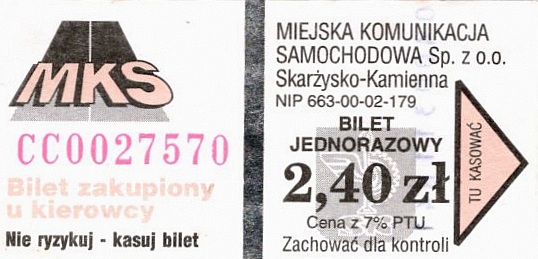 MKS
CC0027570
Bilet zakupiony
u kierowcy
Nie ryzykuj - kasuj bilet
MIEJSKA KOMUNIKACJA
SAMOCHODOWA Sp. z o.o.
Skarżysko-Kamienna
NIP 663-00-02-179
BILET
JEDNORAZOWY
2,40 zł
Cena z 7% PTU
Zachować dla kontroli
TU KASOWAĆ